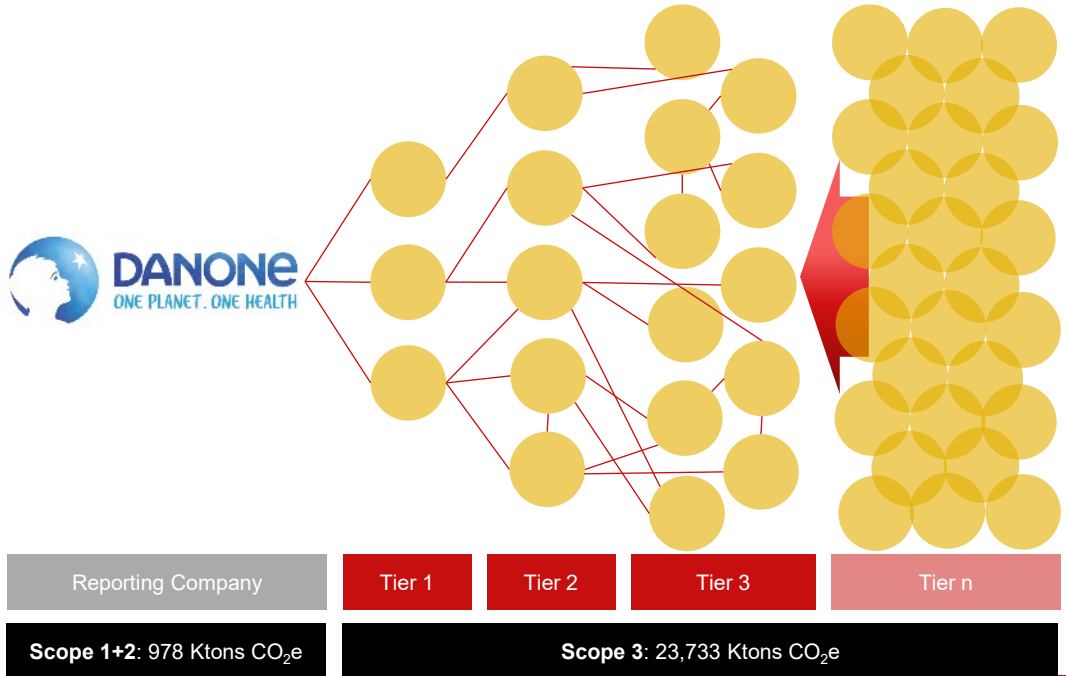 DANONE
ONE PLANET. ONE HEALTH
Reporting Company
Tier 1
Tier 2
Tier 3
Tier n
Scope 1+2: 978 Ktons CO₂e
Scope 3: 23,733 Ktons CO₂e